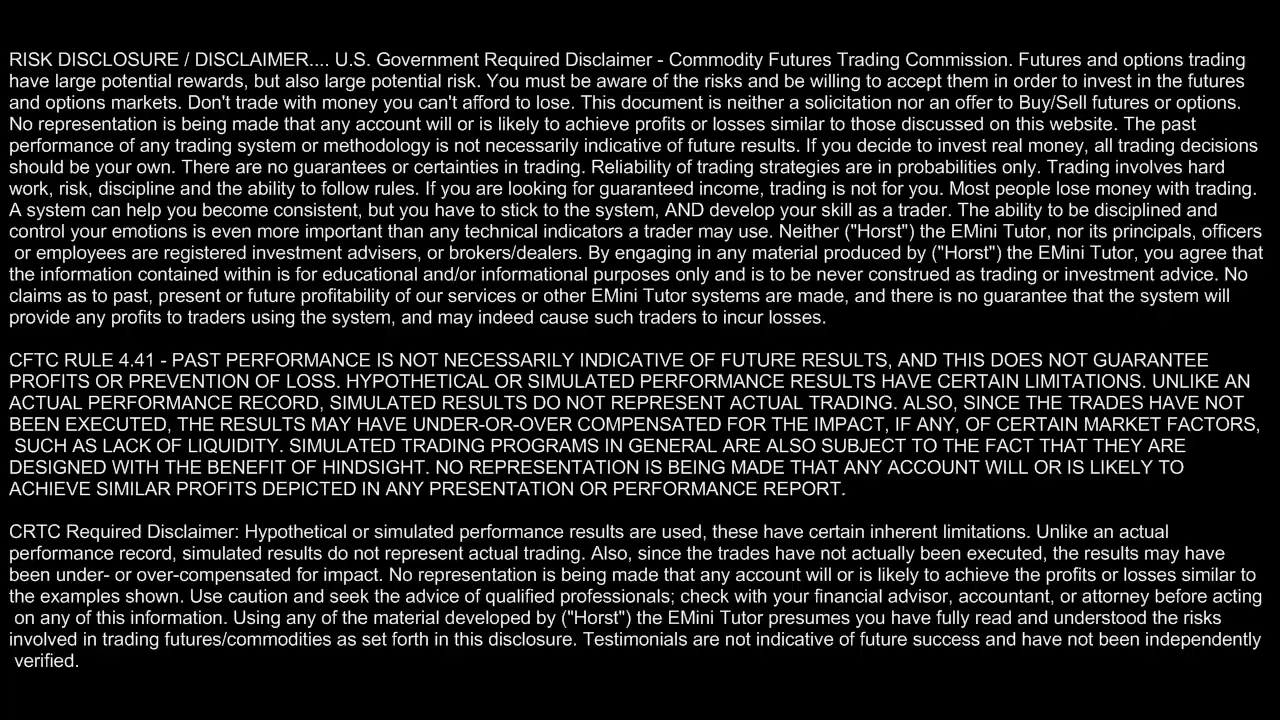 RISK DISCLOSURE / DISCLAIMER.... U.S. Government Required Disclaimer - Commodity Futures Trading Commission. Futures and options trading
have large potential rewards, but also large potential risk. You must be aware of the risks and be willing to accept them in order to invest in the futures
and options markets. Don't trade with money you can't afford to lose. This document is neither a solicitation nor an offer to Buy/Sell futures or options.
No representation is being made that any account will or is likely to achieve profits or losses similar to those discussed on this website. The past
performance of any trading system or methodology is not necessarily indicative of future results. If you decide to invest real money, all trading decisions
should be your own. There are no guarantees or certainties in trading. Reliability of trading strategies are in probabilities only. Trading involves hard
work, risk, discipline and the ability to follow rules. If you are looking for guaranteed income, trading is not for you. Most people lose money with trading.
A system can help you become consistent, but you have to stick to the system, AND develop your skill as a trader. The ability to be disciplined and
control your emotions is even more important than any technical indicators a trader may use. Neither ("Horst") the EMini Tutor, nor its principals, officers
or employees are registered investment advisers, or brokers/dealers. By engaging in any material produced by ("Horst") the EMini Tutor, you agree that
the information contained within is for educational and/or informational purposes only and is to be never construed as trading or investment advice. No
claims as to past, present or future profitability of our services or other EMini Tutor systems are made, and there is no guarantee that the system will
provide any profits to traders using the system, and may indeed cause such traders to incur losses.
CFTC RULE 4.41 - PAST PERFORMANCE IS NOT NECESSARILY INDICATIVE OF FUTURE RESULTS, AND THIS DOES NOT GUARANTEE
PROFITS OR PREVENTION OF LOSS. HYPOTHETICAL OR SIMULATED PERFORMANCE RESULTS HAVE CERTAIN LIMITATIONS. UNLIKE AN
ACTUAL PERFORMANCE RECORD, SIMULATED RESULTS DO NOT REPRESENT ACTUAL TRADING. ALSO, SINCE THE TRADES HAVE NOT
BEEN EXECUTED, THE RESULTS MAY HAVE UNDER-OR-OVER COMPENSATED FOR THE IMPACT, IF ANY, OF CERTAIN MARKET FACTORS,
SUCH AS LACK OF LIQUIDITY. SIMULATED TRADING PROGRAMS IN GENERAL ARE ALSO SUBJECT TO THE FACT THAT THEY ARE
DESIGNED WITH THE BENEFIT OF HINDSIGHT. NO REPRESENTATION IS BEING MADE THAT ANY ACCOUNT WILL OR IS LIKELY TO
ACHIEVE SIMILAR PROFITS DEPICTED IN ANY PRESENTATION OR PERFORMANCE REPORT.
CRTC Required Disclaimer: Hypothetical or simulated performance results are used, these have certain inherent limitations. Unlike an actual
performance record, simulated results do not represent actual trading. Also, since the trades have not actually been executed, the results may have
been under- or over-compensated for impact. No representation is being made that any account will or is likely to achieve the profits or losses similar to
the examples shown. Use caution and seek the advice of qualified professionals; check with your financial advisor, accountant, or attorney before acting
on any of this information. Using any of the material developed by ("Horst") the EMini Tutor presumes you have fully read and understood the risks
involved in trading futures/commodities as set forth in this disclosure. Testimonials are not indicative of future success and have not been independently
verified.